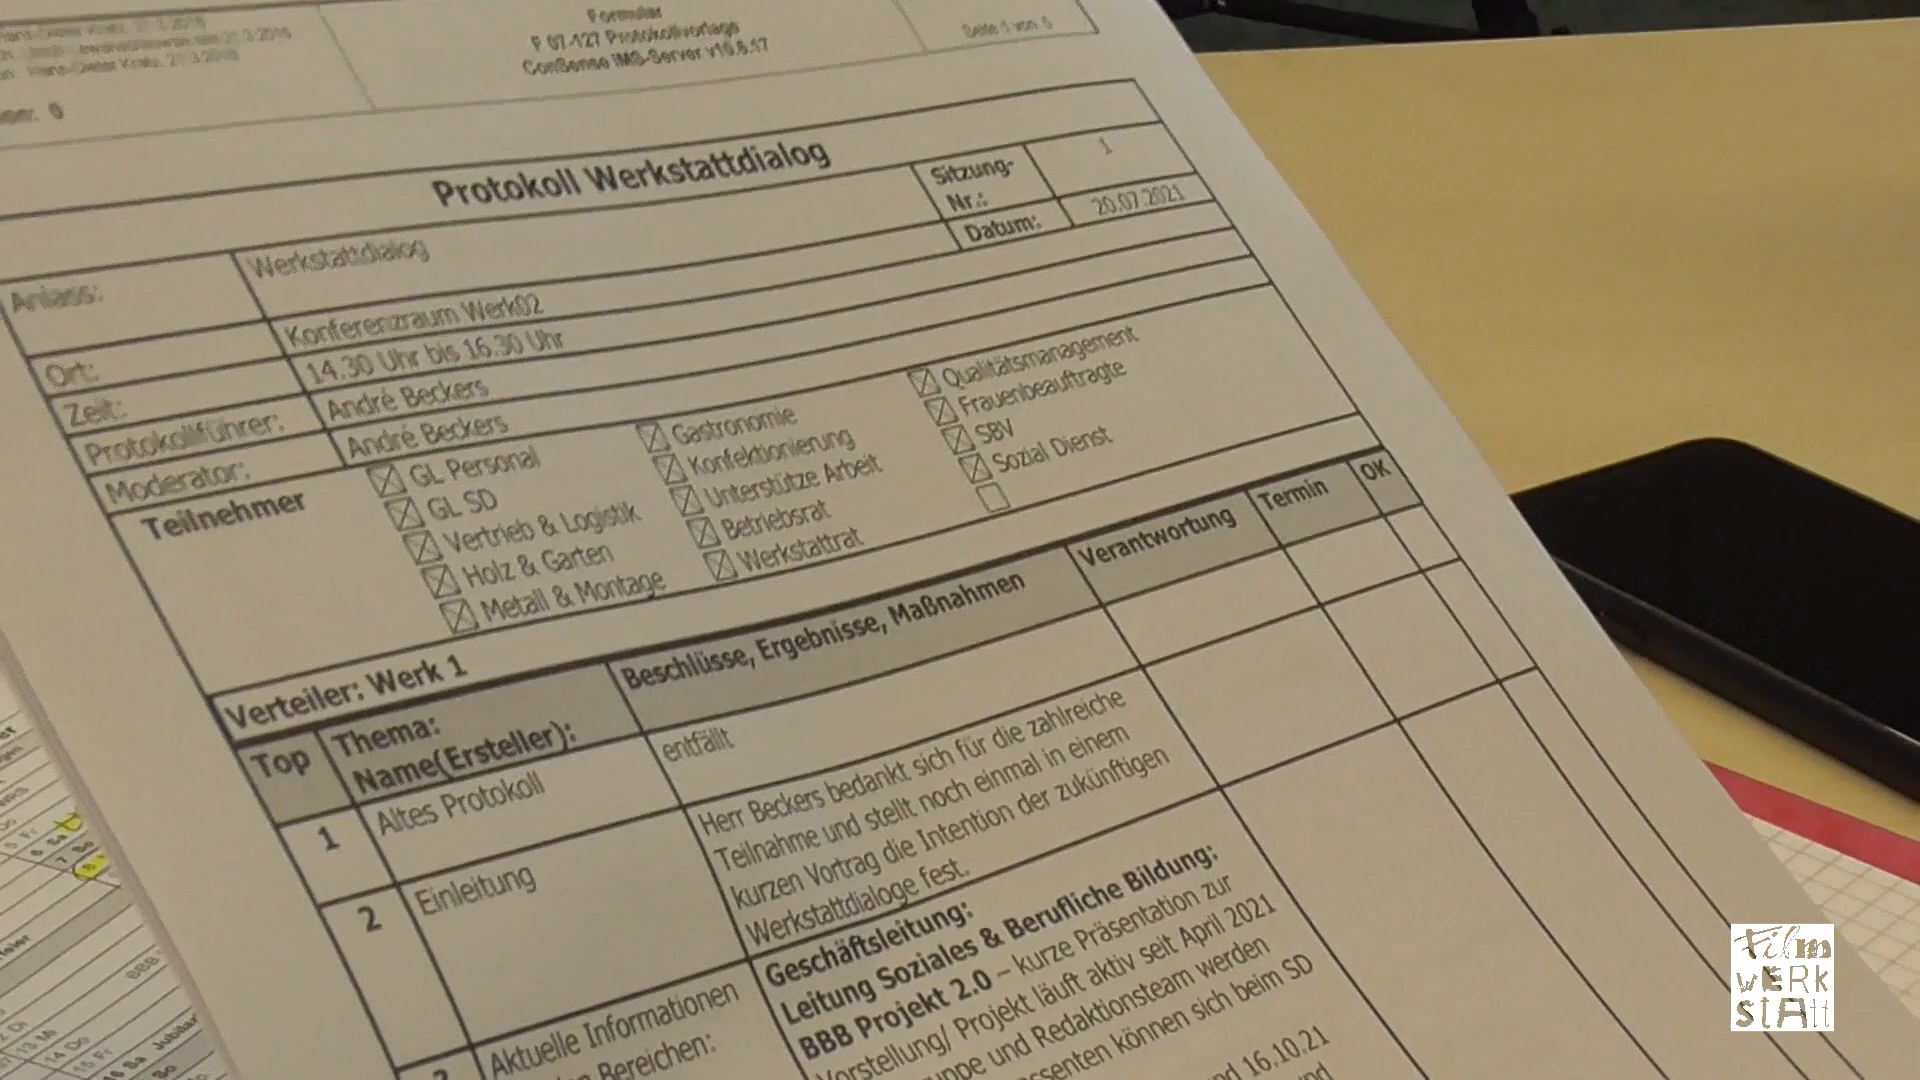 Formular
F 07-127 Protokollvorlage
ConSense IMS-Server v10.6.17
Seite 1 von 6
Protokoll Werkstattdialog
Sitzung-
Nr.:
1
Datum:
20.07.2021
Anlass:
Werkstattdialog
Ort:
Konferenzraum Werk02
Zeit:
14.30 Uhr bis 16.30 Uhr
Protokollführer:
André Beckers
Moderator:
André Beckers
Teilnehmer
GL Personal
GL SD
Vertrieb & Logistik
Holz & Garten
Metall & Montage
Gastronomie
Konfektionierung
Unterstütze Arbeit
Betriebsrat
Werkstattrat
Qualitätsmanagement
Frauenbeauftragte
SBV
Sozial Dienst
Verteiler: Werk 1
Top
Thema:
Name(Ersteller):
Beschlüsse, Ergebnisse, Maßnahmen
Verantwortung
Termin
OK
1
Altes Protokoll
entfällt
2
Einleitung
Herr Beckers bedankt sich für die zahlreiche
Teilnahme und stellt noch einmal in einem
kurzen Vortrag die Intention der zukünftigen
Werkstattdialoge fest.
Aktuelle Informationen
Bereichen:
Geschäftsleitung:
Leitung Soziales & Berufliche Bildung:
BBB Projekt 2.0 – kurze Präsentation zur
Vorstellung/ Projekt läuft aktiv seit April 2021
und Redaktionsteam werden
können sich beim SD
16.10.21
Film
WERK
stAtt